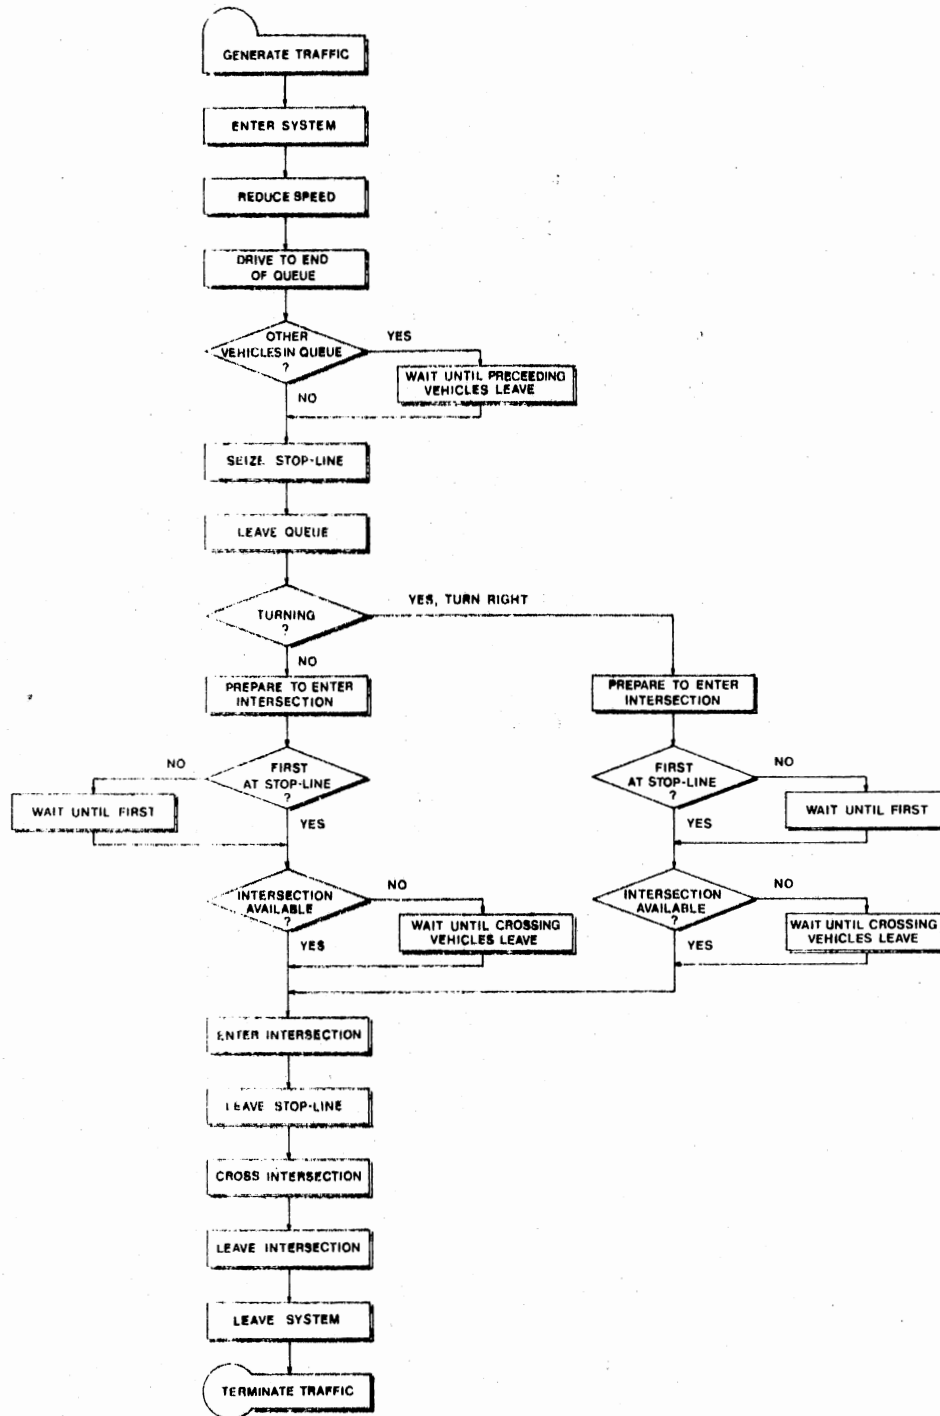 GENERATE TRAFFIC
ENTER SYSTEM
REDUCE SPEED
DRIVE TO END
OF QUEUE
OTHER
VEHICLES IN QUEUE
?
YES
WAIT UNTIL PRECEEDING
VEHICLES LEAVE
NO
SEIZE STOP-LINE
LEAVE QUEUE
TURNING
?
YES, TURN RIGHT
NO
PREPARE TO ENTER
INTERSECTION
PREPARE TO ENTER
INTERSECTION
FIRST
AT STOP-LINE
?
NO
WAIT UNTIL FIRST
YES
FIRST
AT STOP-LINE
?
NO
WAIT UNTIL FIRST
YES
INTERSECTION
AVAILABLE
?
NO
WAIT UNTIL CROSSING
VEHICLES LEAVE
YES
INTERSECTION
AVAILABLE
?
NO
WAIT UNTIL CROSSING
VEHICLES LEAVE
YES
ENTER INTERSECTION
LEAVE STOP-LINE
CROSS INTERSECTION
LEAVE INTERSECTION
LEAVE SYSTEM
TERMINATE TRAFFIC